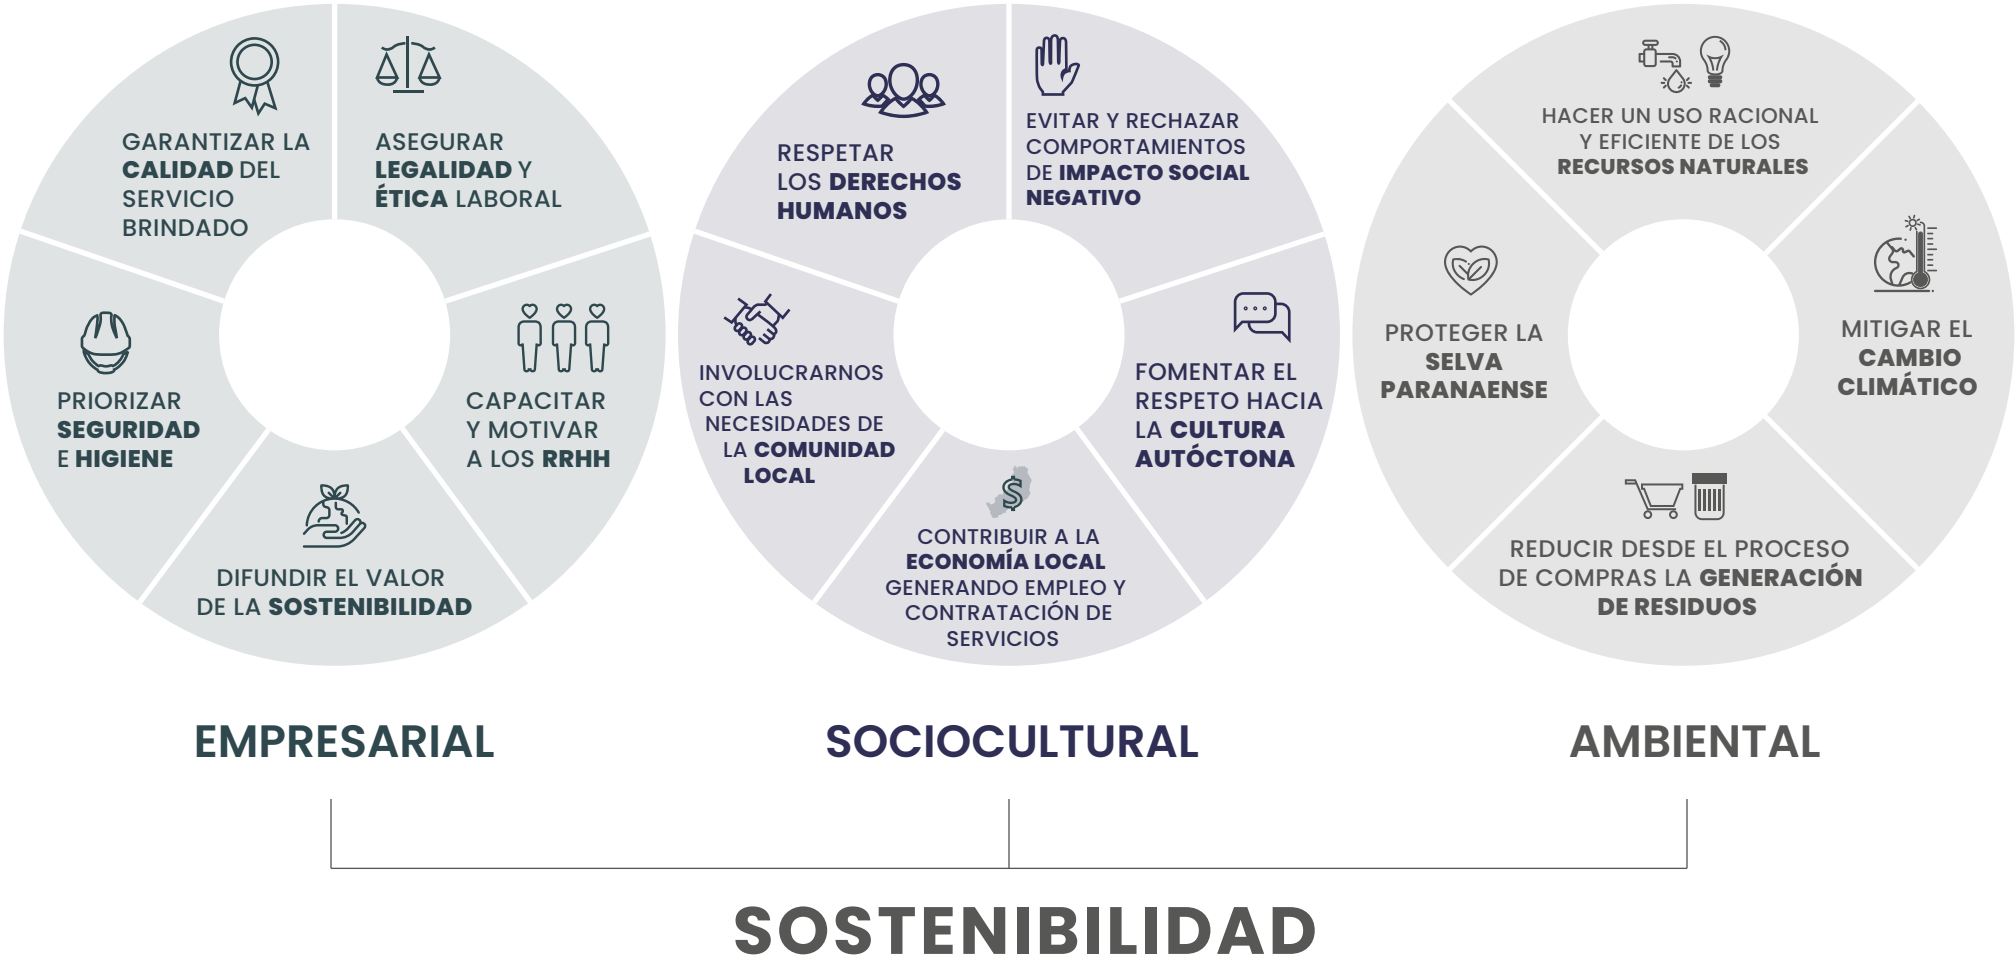 GARANTIZAR LA
CALIDAD DEL
SERVICIO
BRINDADO
ASEGURAR
LEGALIDAD Y
ÉTICA LABORAL
PRIORIZAR
SEGURIDAD
E HIGIENE
CAPACITAR
Y MOTIVAR
A LOS RRHH
DIFUNDIR EL VALOR
DE LA SOSTENIBILIDAD
EMPRESARIAL
RESPETAR
LOS DERECHOS
HUMANOS
EVITAR Y RECHAZAR
COMPORTAMIENTOS
DE IMPACTO SOCIAL
NEGATIVO
INVOLUCRARNOS
CON LAS
NECESIDADES DE
LA COMUNIDAD
LOCAL
FOMENTAR EL
RESPETO HACIA
LA CULTURA
AUTÓCTONA
$
CONTRIBUIR A LA
ECONOMÍA LOCAL
GENERANDO EMPLEO Y
CONTRATACIÓN DE
SERVICIOS
SOCIOCULTURAL
HACER UN USO RACIONAL
Y EFICIENTE DE LOS
RECURSOS NATURALES
PROTEGER LA
SELVA
PARANAENSE
MITIGAR EL
CAMBIO
CLIMÁTICO
REDUCIR DESDE EL PROCESO
DE COMPRAS LA GENERACIÓN
DE RESIDUOS
AMBIENTAL
SOSTENIBILIDAD